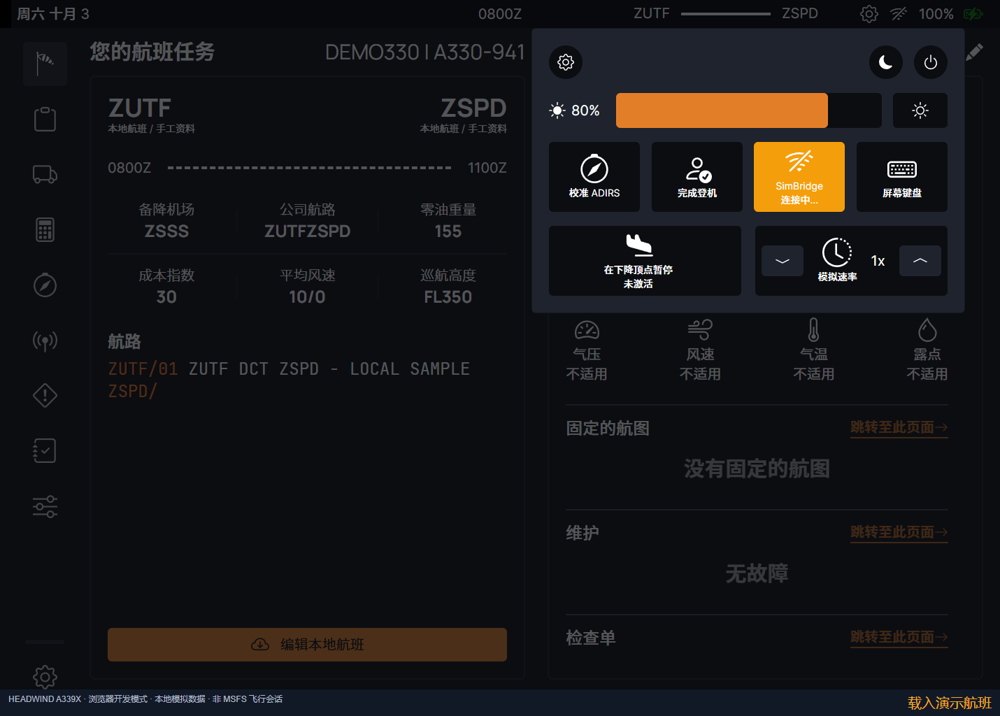 周六 十月 3
0800Z
ZUTF
ZSPD
100%
您的航班任务
DEMO330 | A330-941
ZUTF
ZSPD
本地航班 / 手工资料
本地航班 / 手工资料
0800Z
1100Z
备降机场
公司航路
零油重量
ZSSS
ZUTFZSPD
155
成本指数
平均风速
巡航高度
30
10/0
FL350
航路
ZUTF/01 ZUTF DCT ZSPD - LOCAL SAMPLE
ZSPD/
编辑本地航班
80%
校准 ADIRS
完成登机
SimBridge
连接中...
屏幕键盘
在下降顶点暂停
未激活
模拟速率
1x
气压
风速
气温
露点
不适用
不适用
不适用
不适用
固定的航图
跳转至此页面→
没有固定的航图
维护
跳转至此页面→
无故障
检查单
跳转至此页面→
HEADWIND A339X · 浏览器开发模式 · 本地模拟数据 · 非 MSFS 飞行会话
载入演示航班